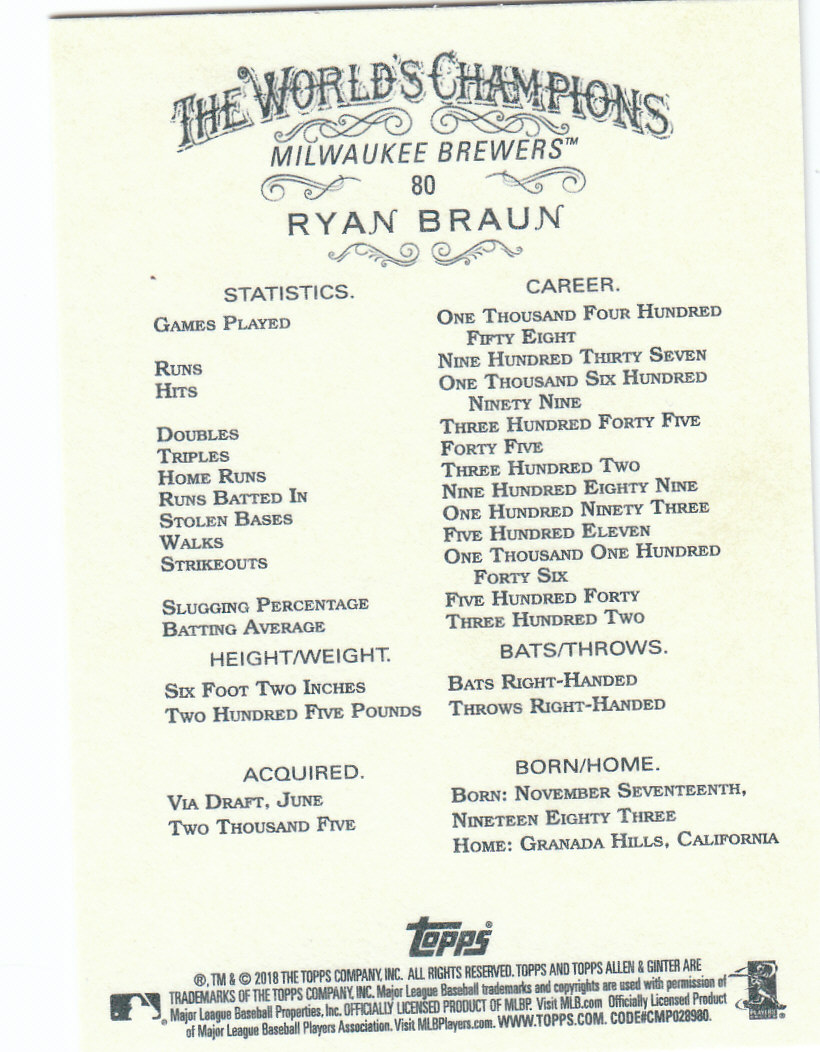 THE WORLD'S CHAMPIONS
MILWAUKEE BREWERS™
80
RYAN BRAUN
STATISTICS. CAREER.
GAMES PLAYED ONE THOUSAND FOUR HUNDRED
FIFTY EIGHT
RUNS NINE HUNDRED THIRTY SEVEN
HITS ONE THOUSAND SIX HUNDRED
NINETY NINE
DOUBLES THREE HUNDRED FORTY FIVE
TRIPLES FORTY FIVE
HOME RUNS THREE HUNDRED TWO
RUNS BATTED IN NINE HUNDRED EIGHTY NINE
STOLEN BASES ONE HUNDRED NINETY THREE
WALKS FIVE HUNDRED ELEVEN
STRIKEOUTS ONE THOUSAND ONE HUNDRED
FORTY SIX
SLUGGING PERCENTAGE FIVE HUNDRED FORTY
BATTING AVERAGE THREE HUNDRED TWO
HEIGHT/WEIGHT. BATS/THROWS.
SIX FOOT TWO INCHES BATS RIGHT-HANDED
TWO HUNDRED FIVE POUNDS THROWS RIGHT-HANDED
ACQUIRED. BORN/HOME.
VIA DRAFT, JUNE BORN: NOVEMBER SEVENTEENTH,
TWO THOUSAND FIVE NINETEEN EIGHTY THREE
HOME: GRANADA HILLS, CALIFORNIA
TOPPS®
®, TM & © 2018 THE TOPPS COMPANY, INC. ALL RIGHTS RESERVED. TOPPS AND TOPPS ALLEN & GINTER ARE
TRADEMARKS OF THE TOPPS COMPANY, INC. Major League Baseball trademarks and copyrights are used with permission of
Major League Baseball Properties, Inc. OFFICIALLY LICENSED PRODUCT OF MLBP. Visit MLB.com Officially Licensed Product
of Major League Baseball Players Association. Visit MLBPlayers.com. WWW.TOPPS.COM. CODE#CMP028980.
PLAYERS